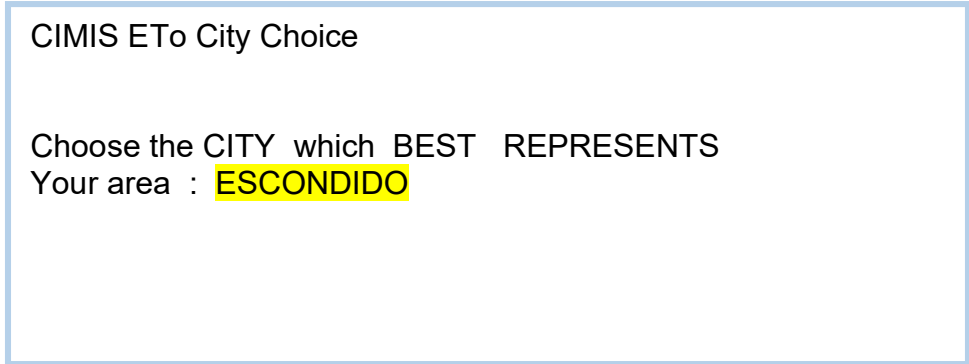 CIMIS ETo City Choice
Choose the CITY which BEST REPRESENTS
Your area : ESCONDIDO